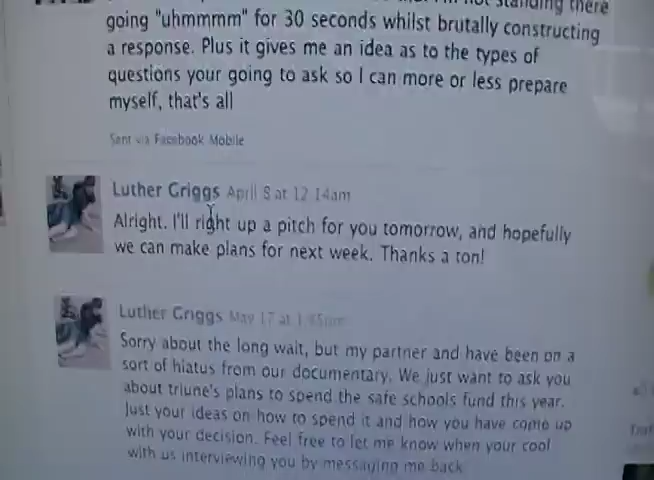 standing there
going "uhmmmm" for 30 seconds whilst brutally constructing
a response. Plus it gives me an idea as to the types of
questions your going to ask so I can more or less prepare
myself, that's all
Sent via Facebook Mobile
Luther Griggs April 8 at 12:14am
Alright. I'll right up a pitch for you tomorrow, and hopefully
we can make plans for next week. Thanks a ton!
Luther Griggs May 17 at
Sorry about the long wait, but my partner and have been on a
sort of hiatus from our documentary. We just want to ask you
about triune's plans to spend the safe schools fund this year.
Just your ideas on how to spend it and how you have come up
with your decision. Feel free to let me know when your cool
with us interviewing you by messaging me back